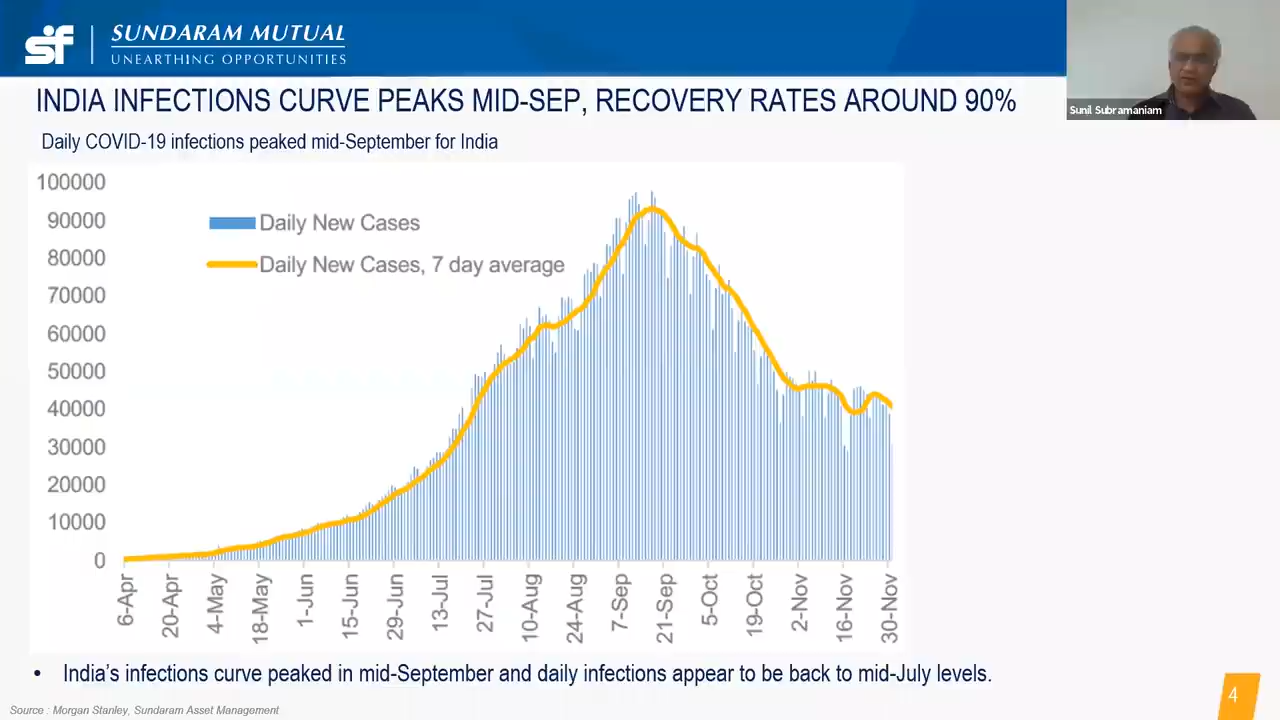 SUNDARAM MUTUAL
UNEARTHING OPPORTUNITIES
Sunil Subramaniam
INDIA INFECTIONS CURVE PEAKS MID-SEP, RECOVERY RATES AROUND 90%
Daily COVID-19 infections peaked mid-September for India
100000
90000
80000
70000
60000
50000
40000
30000
20000
10000
0
Daily New Cases
Daily New Cases, 7 day average
6-Apr
20-Apr
4-May
18-May
1-Jun
15-Jun
29-Jun
13-Jul
27-Jul
10-Aug
24-Aug
7-Sep
21-Sep
5-Oct
19-Oct
2-Nov
16-Nov
30-Nov
• India’s infections curve peaked in mid-September and daily infections appear to be back to mid-July levels.
4
Source : Morgan Stanley, Sundaram Asset Management